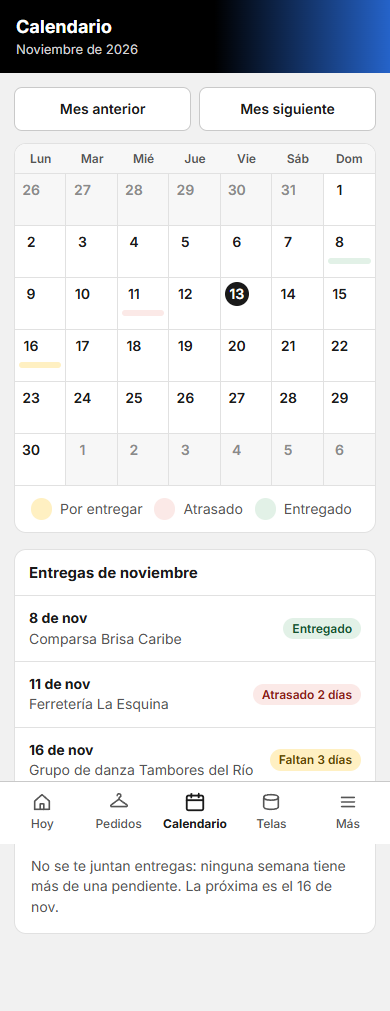 Calendario
Noviembre de 2026
Mes anterior
Mes siguiente
Lun Mar Mié Jue Vie Sáb Dom
26 27 28 29 30 31 1
2 3 4 5 6 7 8
9 10 11 12 13 14 15
16 17 18 19 20 21 22
23 24 25 26 27 28 29
30 1 2 3 4 5 6
Por entregar Atrasado Entregado
Entregas de noviembre
8 de nov
Comparsa Brisa Caribe
Entregado
11 de nov
Ferretería La Esquina
Atrasado 2 días
16 de nov
Grupo de danza Tambores del Río
Faltan 3 días
Hoy Pedidos Calendario Telas Más
No se te juntan entregas: ninguna semana tiene
más de una pendiente. La próxima es el 16 de
nov.